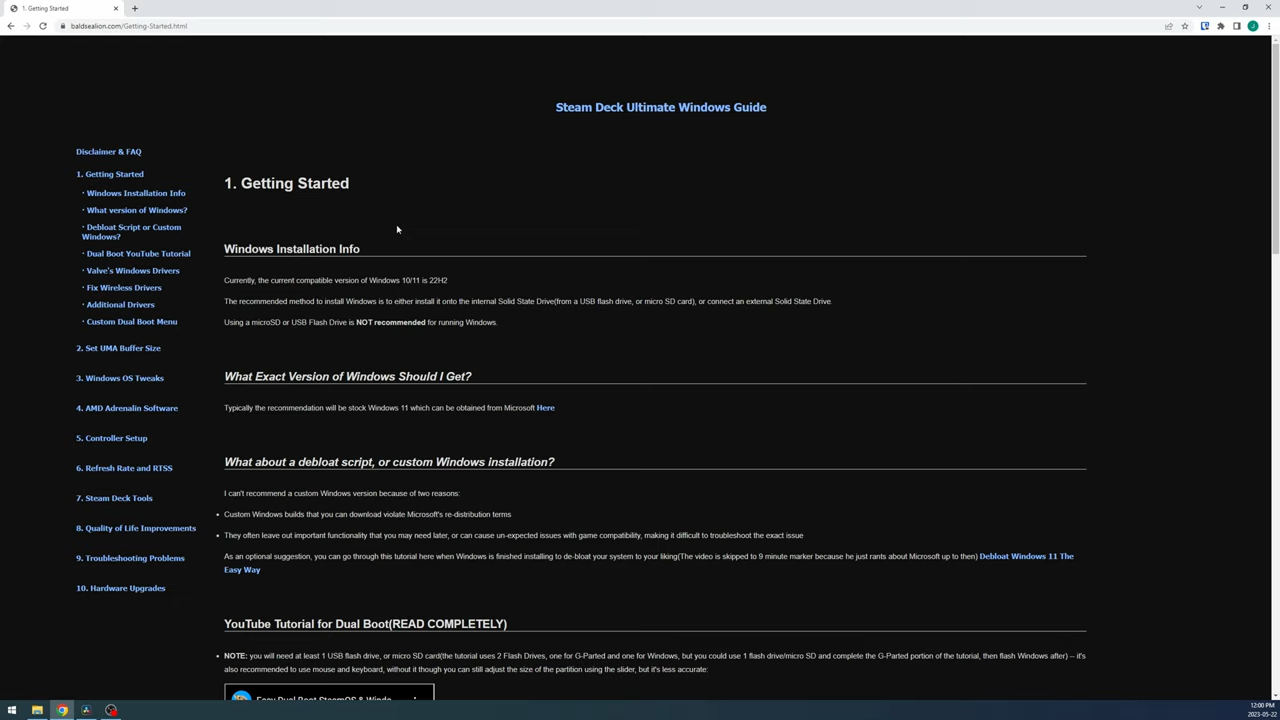 1. Getting Started
baldsealion.com/Getting-Started.html
J
Steam Deck Ultimate Windows Guide
Disclaimer & FAQ
1. Getting Started
· Windows Installation Info
· What version of Windows?
· Debloat Script or Custom
Windows?
· Dual Boot YouTube Tutorial
· Valve's Windows Drivers
· Fix Wireless Drivers
· Additional Drivers
· Custom Dual Boot Menu
2. Set UMA Buffer Size
3. Windows OS Tweaks
4. AMD Adrenalin Software
5. Controller Setup
6. Refresh Rate and RTSS
7. Steam Deck Tools
8. Quality of Life Improvements
9. Troubleshooting Problems
10. Hardware Upgrades
1. Getting Started
Windows Installation Info
Currently, the current compatible version of Windows 10/11 is 22H2
The recommended method to install Windows is to either install it onto the internal Solid State Drive(from a USB flash drive, or micro SD card), or connect an external Solid State Drive.
Using a microSD or USB Flash Drive is NOT recommended for running Windows.
What Exact Version of Windows Should I Get?
Typically the recommendation will be stock Windows 11 which can be obtained from Microsoft Here
What about a debloat script, or custom Windows installation?
I can't recommend a custom Windows version because of two reasons:
• Custom Windows builds that you can download violate Microsoft's re-distribution terms
• They often leave out important functionality that you may need later, or can cause un-expected issues with game compatibility, making it difficult to troubleshoot the exact issue
As an optional suggestion, you can go through this tutorial here when Windows is finished installing to de-bloat your system to your liking(The video is skipped to 9 minute marker because he just rants about Microsoft up to then) Debloat Windows 11 The
Easy Way
YouTube Tutorial for Dual Boot(READ COMPLETELY)
• NOTE: you will need at least 1 USB flash drive, or micro SD card(the tutorial uses 2 Flash Drives, one for G-Parted and one for Windows, but you could use 1 flash drive/micro SD and complete the G-Parted portion of the tutorial, then flash Windows after) -- it's
also recommended to use mouse and keyboard, without it though you can still adjust the size of the partition using the slider, but it's less accurate:
Easy Dual Boot SteamOS & Windo
12:00 PM
2023-05-22